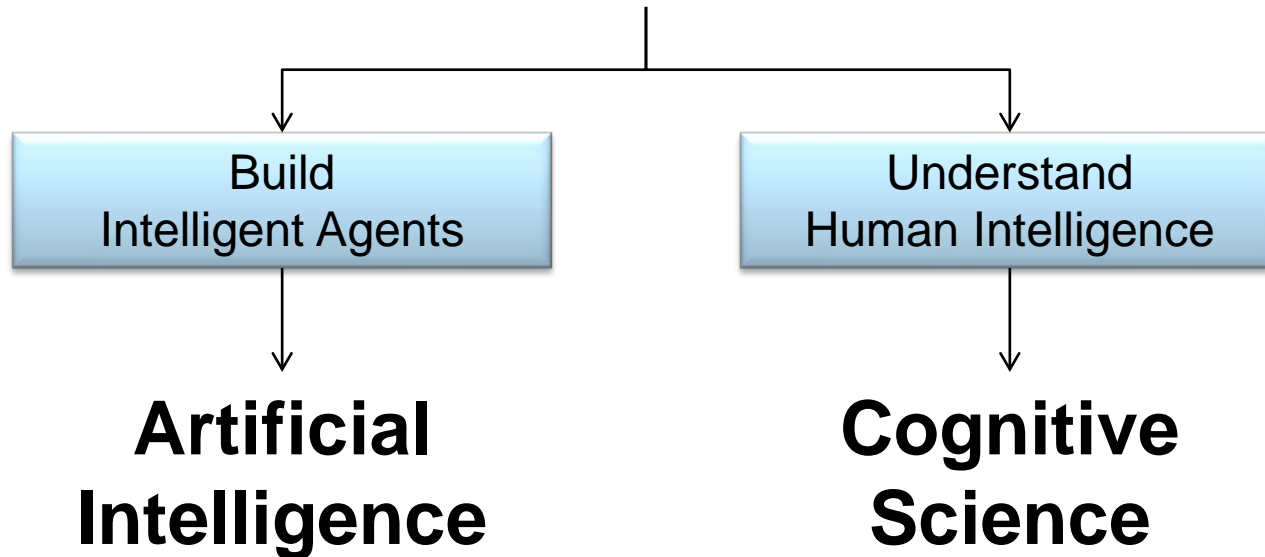 Build
Intelligent Agents
Understand
Human Intelligence
Artificial
Intelligence
Cognitive
Science